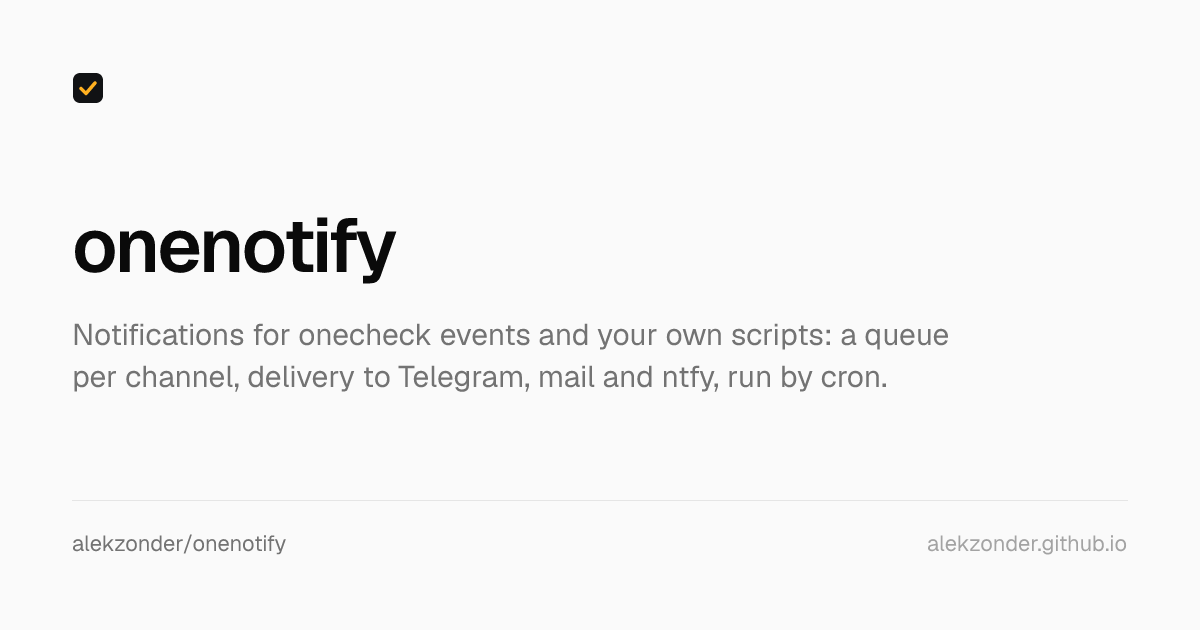 onenotify
Notifications for onecheck events and your own scripts: a queue
per channel, delivery to Telegram, mail and ntfy, run by cron.
alekzonder/onenotify
alekzonder.github.io